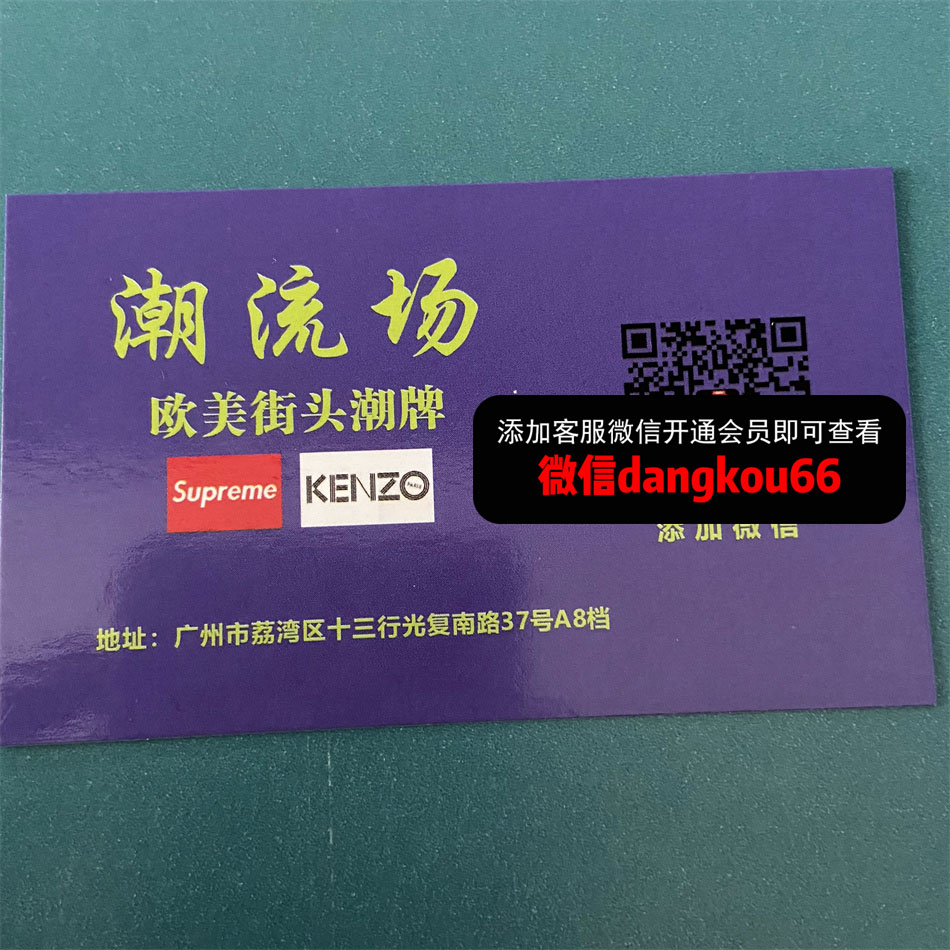 潮流场
欧美街头潮牌
Supreme
KENZO
PARIS
添加客服微信开通会员即可查看
微信dangkou66
添加微信
地址：广州市荔湾区十三行光复南路37号A8档